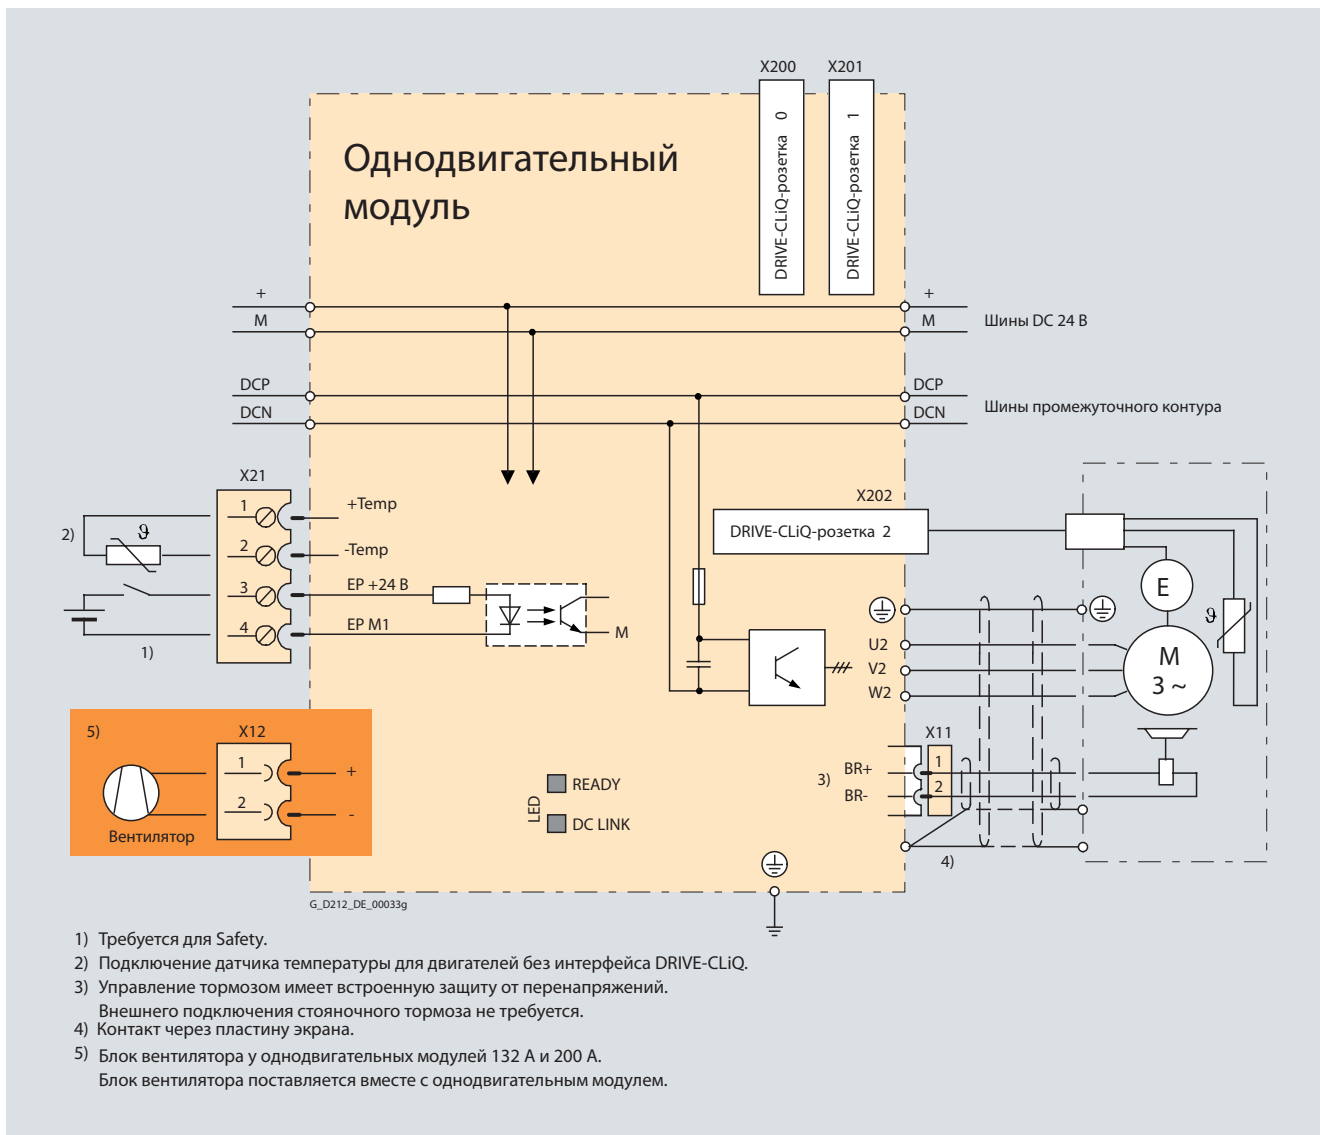 X200
X201
DRIVE-CLiQ-розетка 0
DRIVE-CLiQ-розетка 1
Однодвигательный
модуль
+
M
+
M
Шины DC 24 В
DCP
DCN
DCP
DCN
Шины промежуточного контура
X21
1
2
3
4
+Temp
-Temp
EP +24 В
EP M1
2)
ϑ
1)
M
X202
DRIVE-CLiQ-розетка 2
U2
V2
W2
E
M
3 ~
ϑ
5)
X12
1
2
+
-
Вентилятор
LED
READY
DC LINK
X11
3)
BR+
BR-
1
2
4)
G_D212_DE_00033g
1) Требуется для Safety.
2) Подключение датчика температуры для двигателей без интерфейса DRIVE-CLiQ.
3) Управление тормозом имеет встроенную защиту от перенапряжений.
Внешнего подключения стояночного тормоза не требуется.
4) Контакт через пластину экрана.
5) Блок вентилятора у однодвигательных модулей 132 А и 200 А.
Блок вентилятора поставляется вместе с однодвигательным модулем.